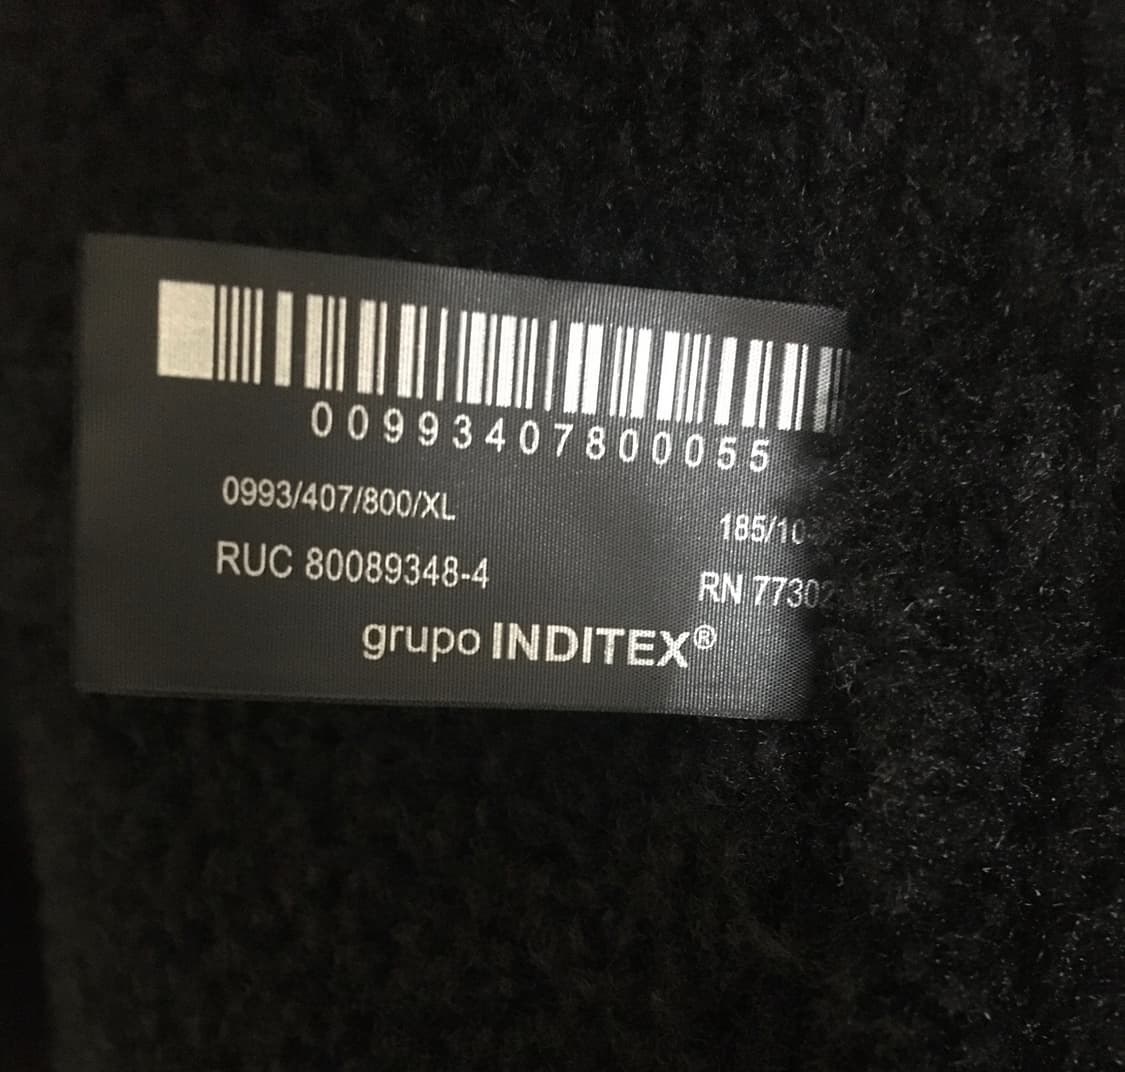 00993407800055
0993/407/800/XL
185/10
RUC 80089348-4
RN 7730
grupo INDITEX®